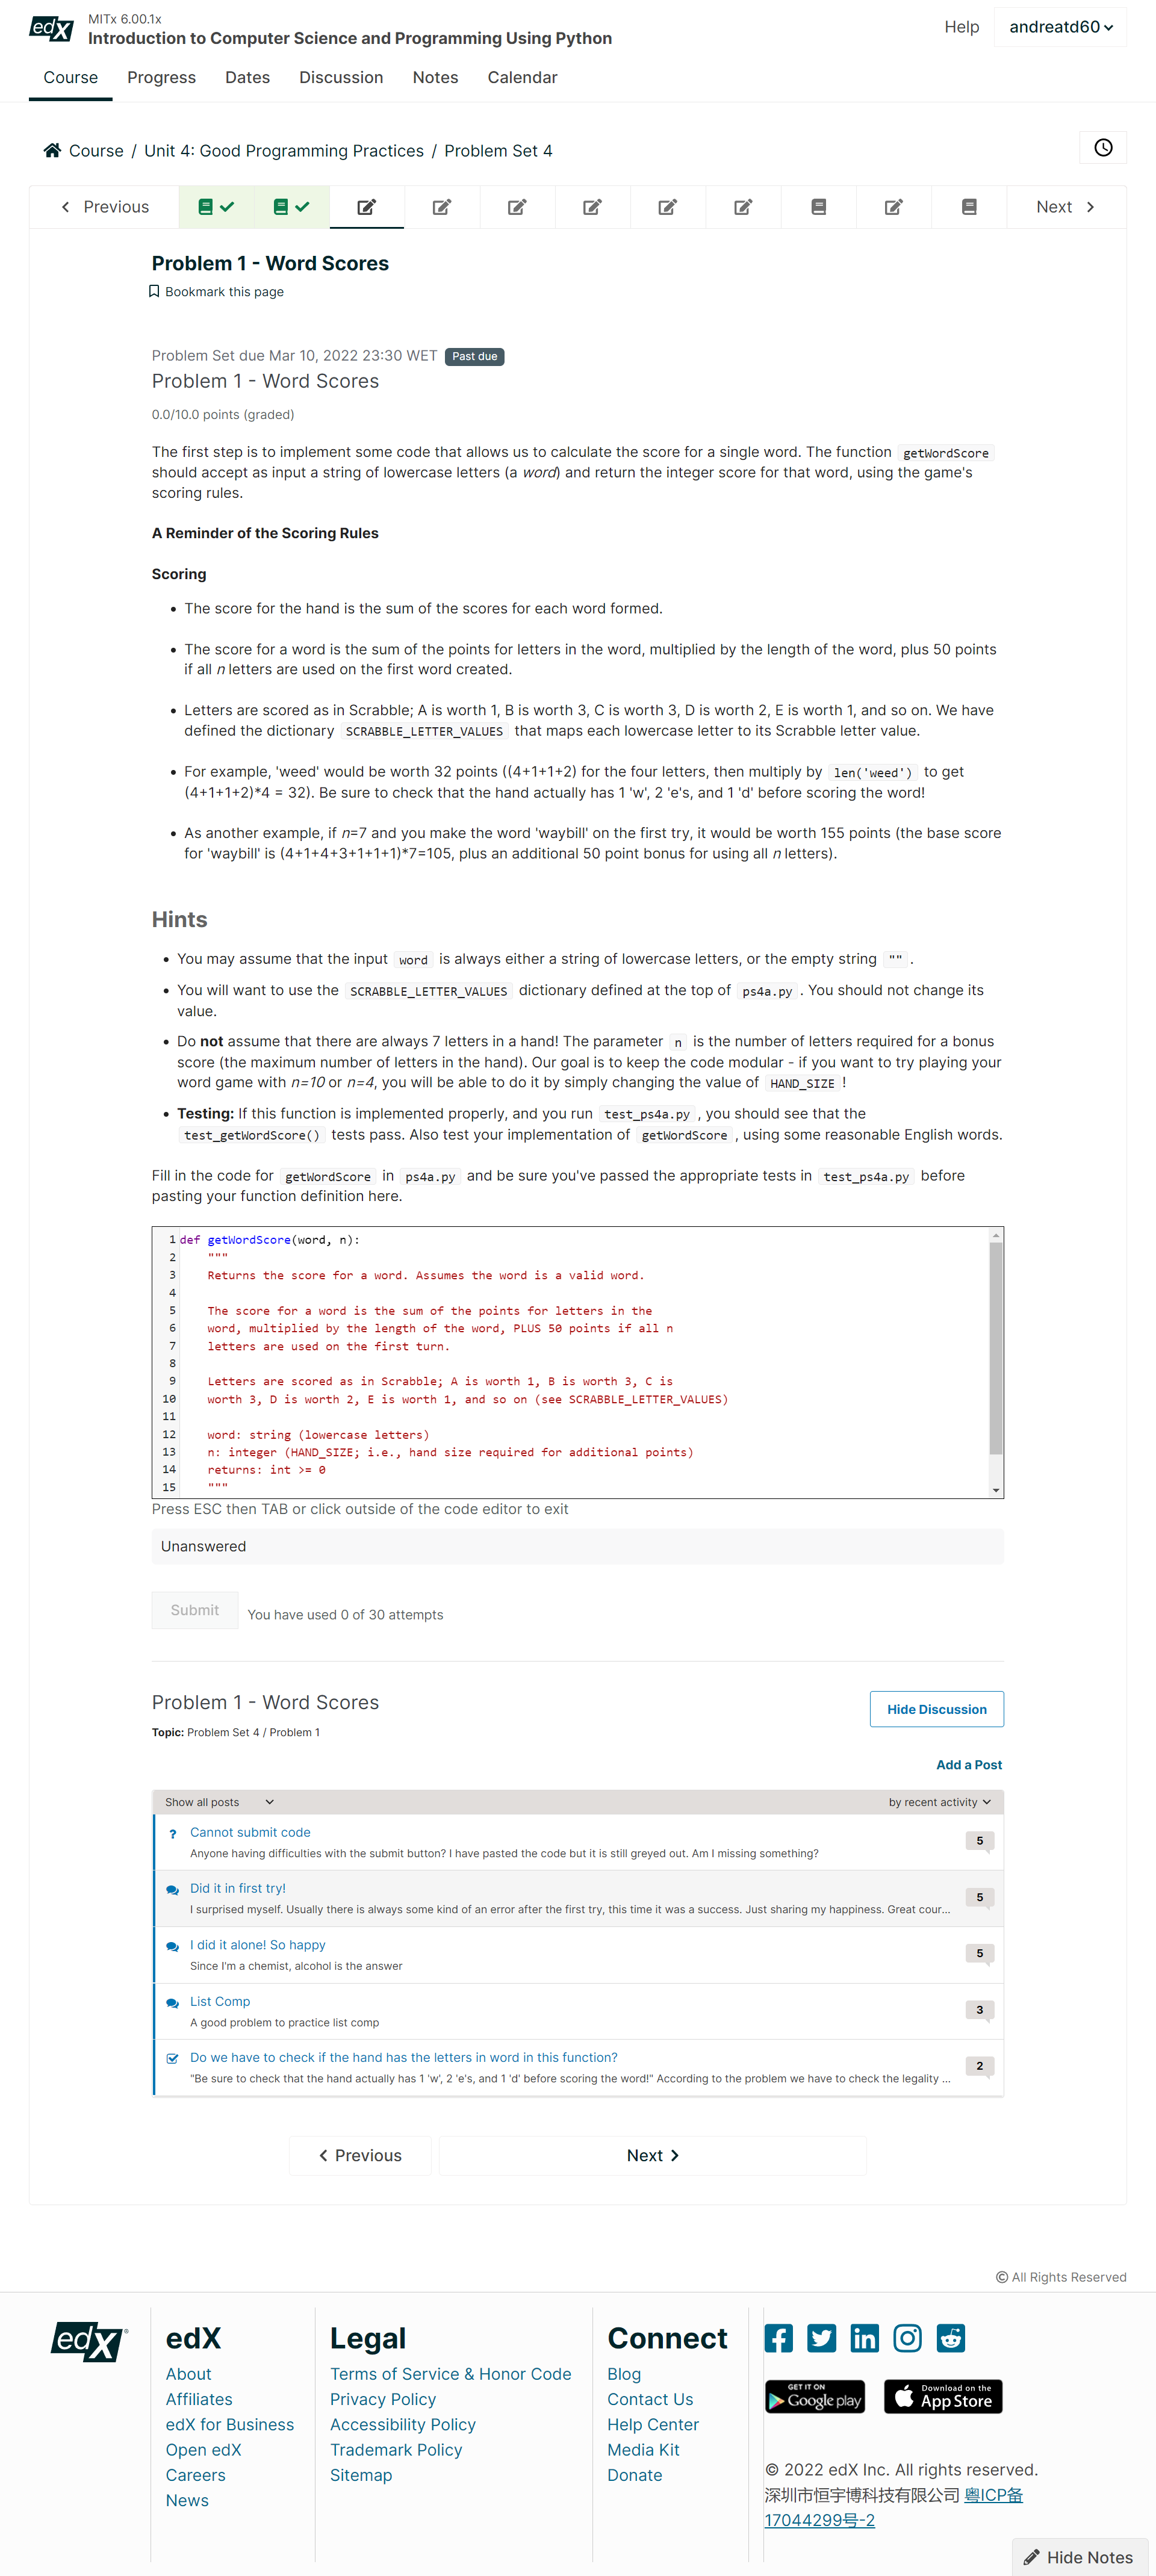 edX
MITx 6.00.1x
Introduction to Computer Science and Programming Using Python
Help
andreatd60
Course
Progress
Dates
Discussion
Notes
Calendar
Course / Unit 4: Good Programming Practices / Problem Set 4
Previous
Next
Problem 1 - Word Scores
Bookmark this page
Problem Set due Mar 10, 2022 23:30 WET Past due
Problem 1 - Word Scores
0.0/10.0 points (graded)
The first step is to implement some code that allows us to calculate the score for a single word. The function getWordScore
should accept as input a string of lowercase letters (a word) and return the integer score for that word, using the game's
scoring rules.
A Reminder of the Scoring Rules
Scoring
• The score for the hand is the sum of the scores for each word formed.
• The score for a word is the sum of the points for letters in the word, multiplied by the length of the word, plus 50 points
if all n letters are used on the first word created.
• Letters are scored as in Scrabble; A is worth 1, B is worth 3, C is worth 3, D is worth 2, E is worth 1, and so on. We have
defined the dictionary SCRABBLE_LETTER_VALUES that maps each lowercase letter to its Scrabble letter value.
• For example, 'weed' would be worth 32 points ((4+1+1+2) for the four letters, then multiply by len('weed') to get
(4+1+1+2)*4 = 32). Be sure to check that the hand actually has 1 'w', 2 'e's, and 1 'd' before scoring the word!
• As another example, if n=7 and you make the word 'waybill' on the first try, it would be worth 155 points (the base score
for 'waybill' is (4+1+4+3+1+1+1)*7=105, plus an additional 50 point bonus for using all n letters).
Hints
• You may assume that the input word is always either a string of lowercase letters, or the empty string "".
• You will want to use the SCRABBLE_LETTER_VALUES dictionary defined at the top of ps4a.py. You should not change its
value.
• Do not assume that there are always 7 letters in a hand! The parameter n is the number of letters required for a bonus
score (the maximum number of letters in the hand). Our goal is to keep the code modular - if you want to try playing your
word game with n=10 or n=4, you will be able to do it by simply changing the value of HAND_SIZE!
• Testing: If this function is implemented properly, and you run test_ps4a.py, you should see that the
test_getWordScore() tests pass. Also test your implementation of getWordScore, using some reasonable English words.
Fill in the code for getWordScore in ps4a.py and be sure you've passed the appropriate tests in test_ps4a.py before
pasting your function definition here.
1 def getWordScore(word, n):
2 """
3 Returns the score for a word. Assumes the word is a valid word.
4
5 The score for a word is the sum of the points for letters in the
6 word, multiplied by the length of the word, PLUS 50 points if all n
7 letters are used on the first turn.
8
9 Letters are scored as in Scrabble; A is worth 1, B is worth 3, C is
10 worth 3, D is worth 2, E is worth 1, and so on (see SCRABBLE_LETTER_VALUES)
11
12 word: string (lowercase letters)
13 n: integer (HAND_SIZE; i.e., hand size required for additional points)
14 returns: int >= 0
15 """
Press ESC then TAB or click outside of the code editor to exit
Unanswered
Submit
You have used 0 of 30 attempts
Problem 1 - Word Scores
Hide Discussion
Topic: Problem Set 4 / Problem 1
Add a Post
Show all posts
by recent activity
Cannot submit code
Anyone having difficulties with the submit button? I have pasted the code but it is still greyed out. Am I missing something?
5
Did it in first try!
I surprised myself. Usually there is always some kind of an error after the first try, this time it was a success. Just sharing my happiness. Great cour...
5
I did it alone! So happy
Since I'm a chemist, alcohol is the answer
5
List Comp
A good problem to practice list comp
3
Do we have to check if the hand has the letters in word in this function?
"Be sure to check that the hand actually has 1 'w', 2 'e's, and 1 'd' before scoring the word!" According to the problem we have to check the legality ...
2
Previous
Next
© All Rights Reserved
edX
edX
About
Affiliates
edX for Business
Open edX
Careers
News
Legal
Terms of Service & Honor Code
Privacy Policy
Accessibility Policy
Trademark Policy
Sitemap
Connect
Blog
Contact Us
Help Center
Media Kit
Donate
GET IT ON
Google play
Download on the
App Store
© 2022 edX Inc. All rights reserved.
深圳市恒宇博科技有限公司 粤ICP备
17044299号-2
Hide Notes